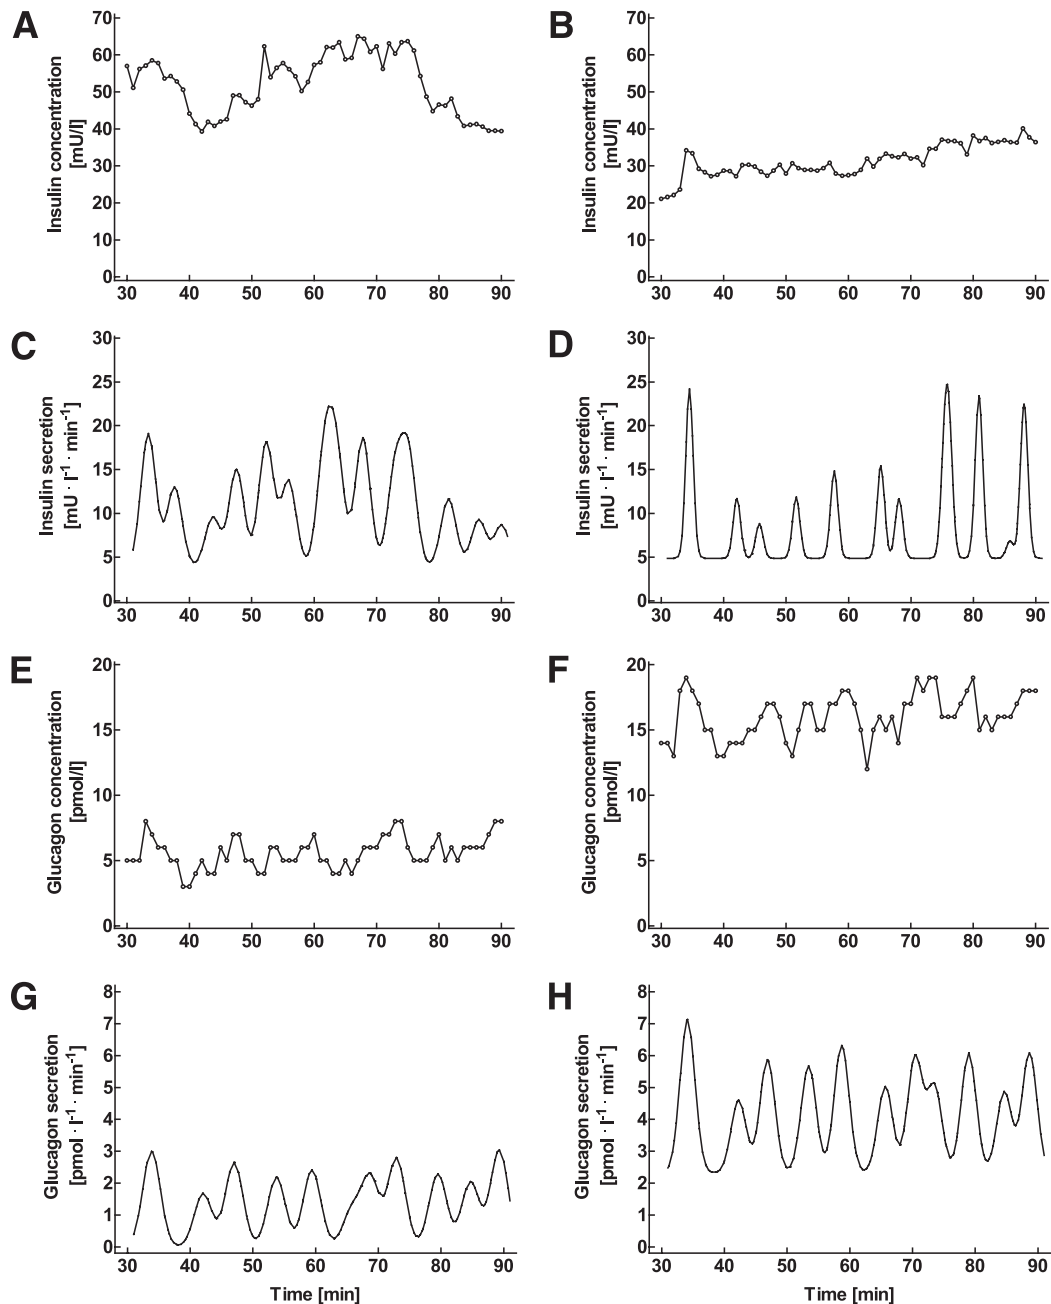 A
Insulin concentration
[mU/l]
70
60
50
40
30
20
10
0
30 40 50 60 70 80 90
B
Insulin concentration
[mU/l]
70
60
50
40
30
20
10
0
30 40 50 60 70 80 90
C
Insulin secretion
[mU · l⁻¹ · min⁻¹]
30
25
20
15
10
5
0
30 40 50 60 70 80 90
D
Insulin secretion
[mU · l⁻¹ · min⁻¹]
30
25
20
15
10
5
0
30 40 50 60 70 80 90
E
Glucagon concentration
[pmol/l]
20
15
10
5
0
30 40 50 60 70 80 90
F
Glucagon concentration
[pmol/l]
20
15
10
5
0
30 40 50 60 70 80 90
G
Glucagon secretion
[pmol · l⁻¹ · min⁻¹]
8
7
6
5
4
3
2
1
0
30 40 50 60 70 80 90
Time [min]
H
Glucagon secretion
[pmol · l⁻¹ · min⁻¹]
8
7
6
5
4
3
2
1
0
30 40 50 60 70 80 90
Time [min]